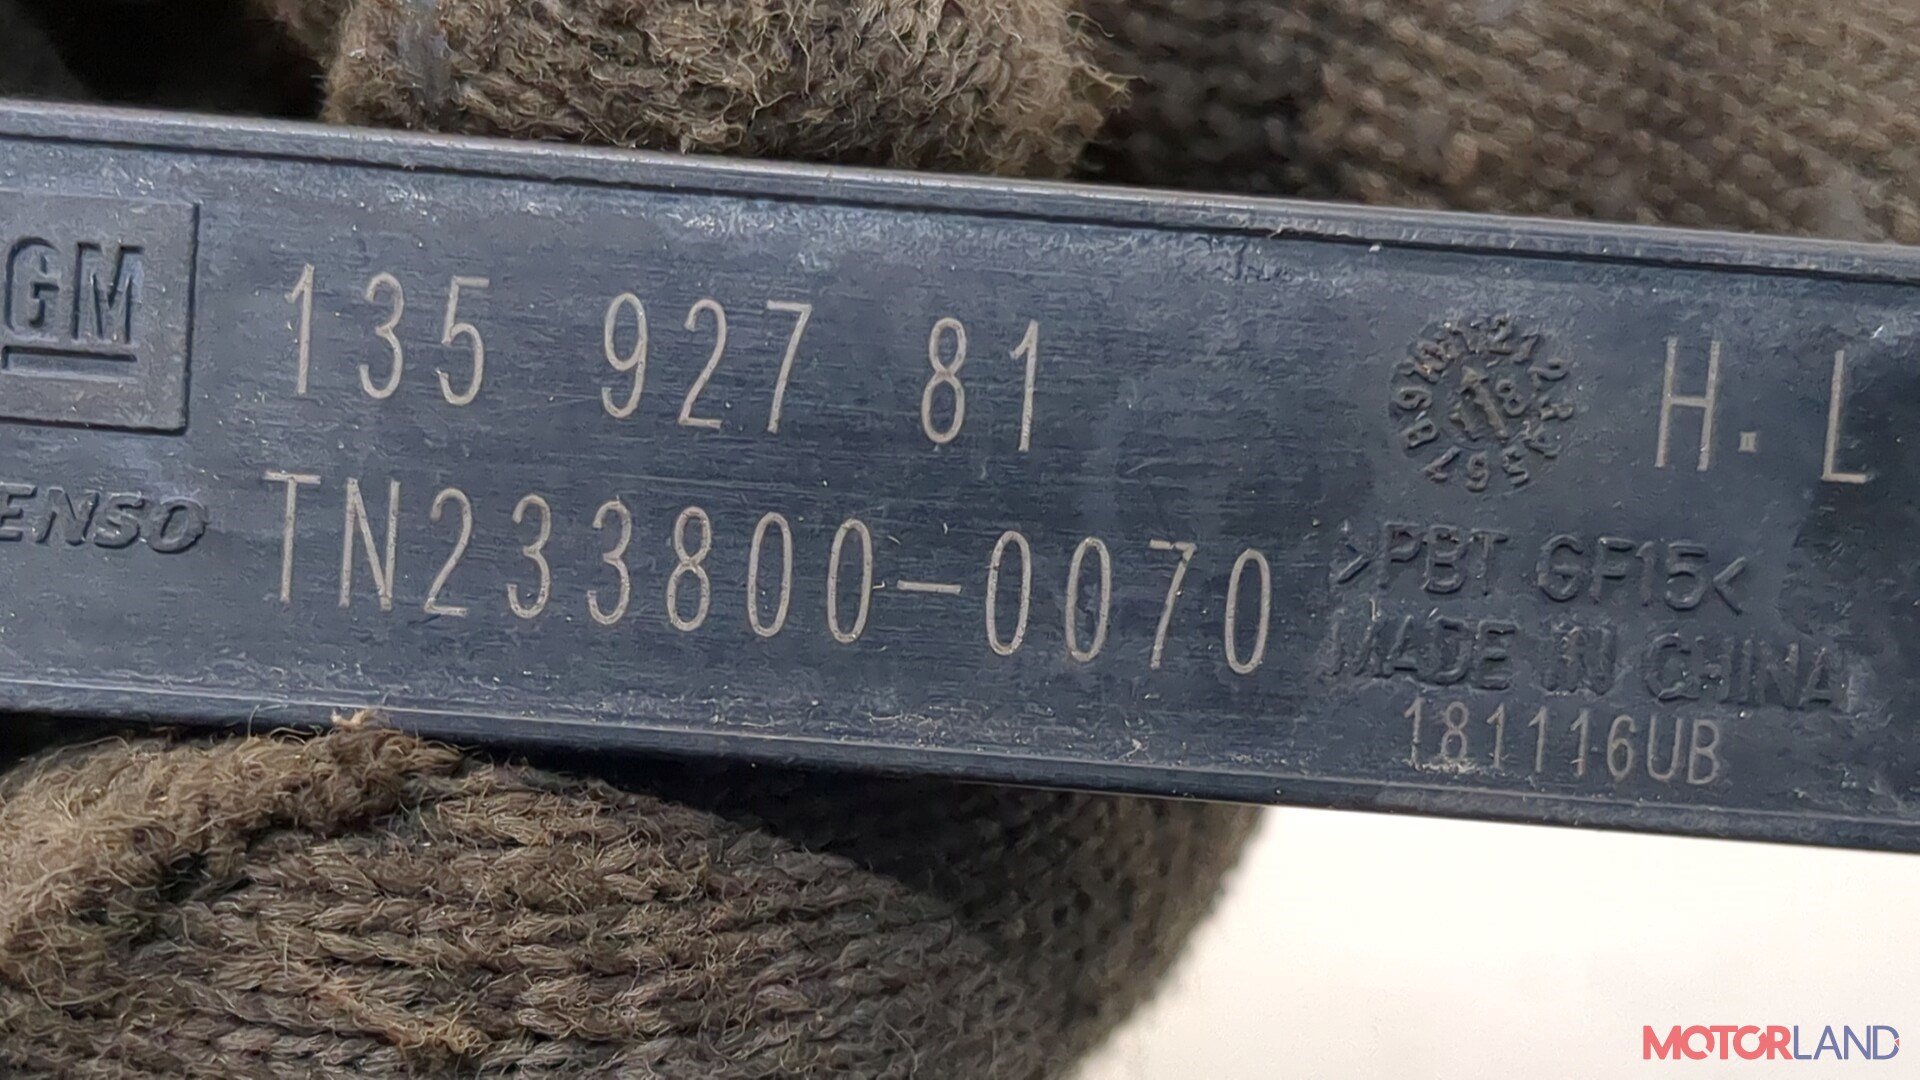 GM
135 927 81
H.L
ENSO
TN233800-0070
>PBT GF15<
MADE IN CHINA
181116UB
MOTORLAND